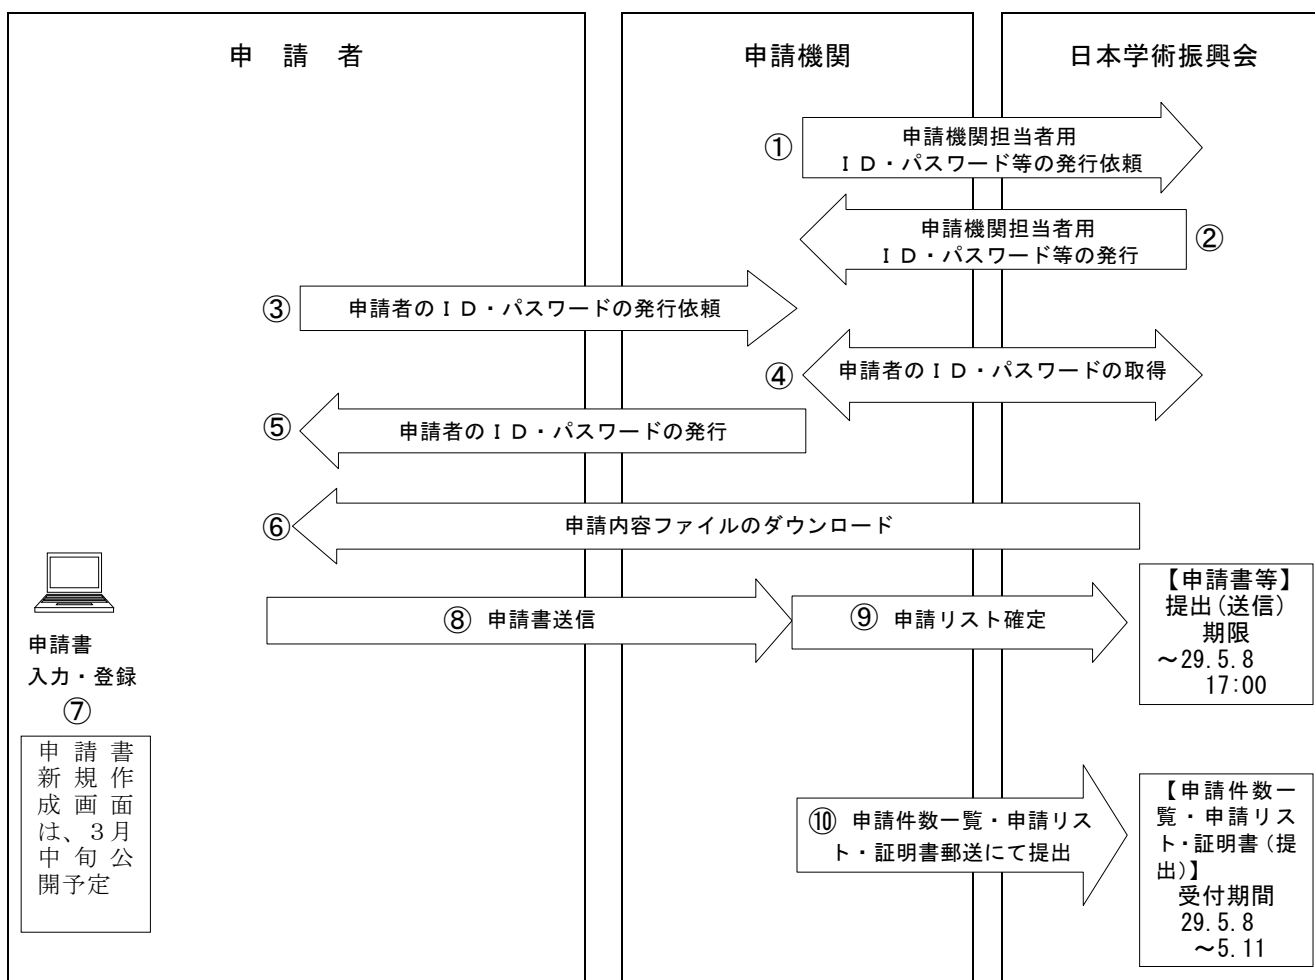 申 請 者
申請機関
日本学術振興会
①
申請機関担当者用
ＩＤ・パスワード等の発行依頼
申請機関担当者用
ＩＤ・パスワード等の発行
②
③
申請者のＩＤ・パスワードの発行依頼
④
申請者のＩＤ・パスワードの取得
⑤
申請者のＩＤ・パスワードの発行
⑥
申請内容ファイルのダウンロード
申請書
入力・登録
⑦
申請書
新規作
成画面
は、３月
中旬公
開予定
⑧ 申請書送信
⑨ 申請リスト確定
【申請書等】
提出(送信)
期限
～29.5.8
17:00
⑩ 申請件数一覧・申請リス
ト・証明書郵送にて提出
【申請件数一
覧・申請リス
ト・証明書(提
出)】
受付期間
29.5.8
～5.11